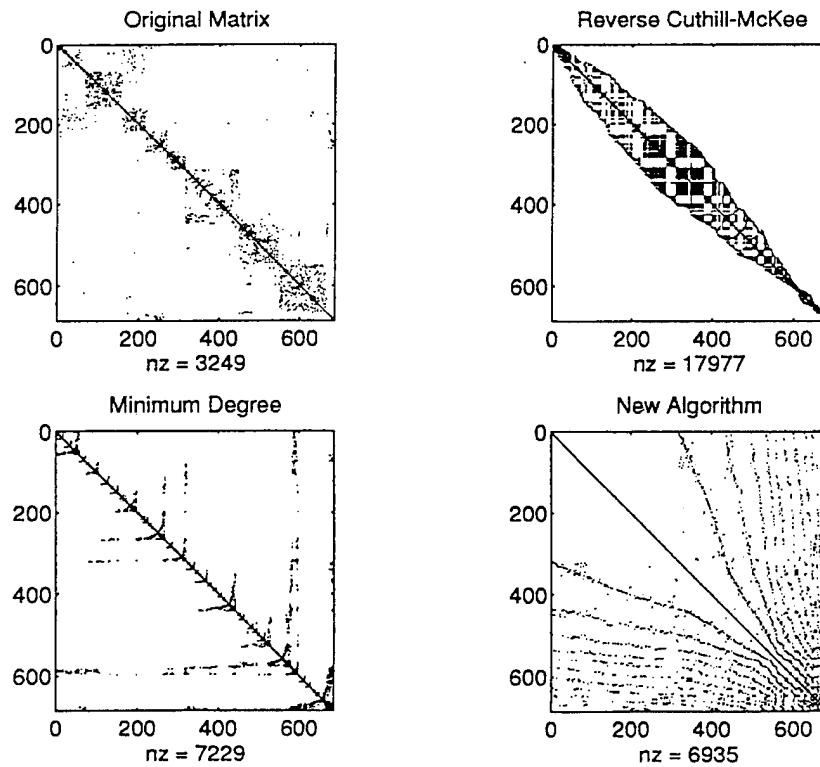 Original Matrix
0
200
400
600
0 200 400 600
nz = 3249
Reverse Cuthill-McKee
0
200
400
600
0 200 400 600
nz = 17977
Minimum Degree
0
200
400
600
0 200 400 600
nz = 7229
New Algorithm
0
200
400
600
0 200 400 600
nz = 6935